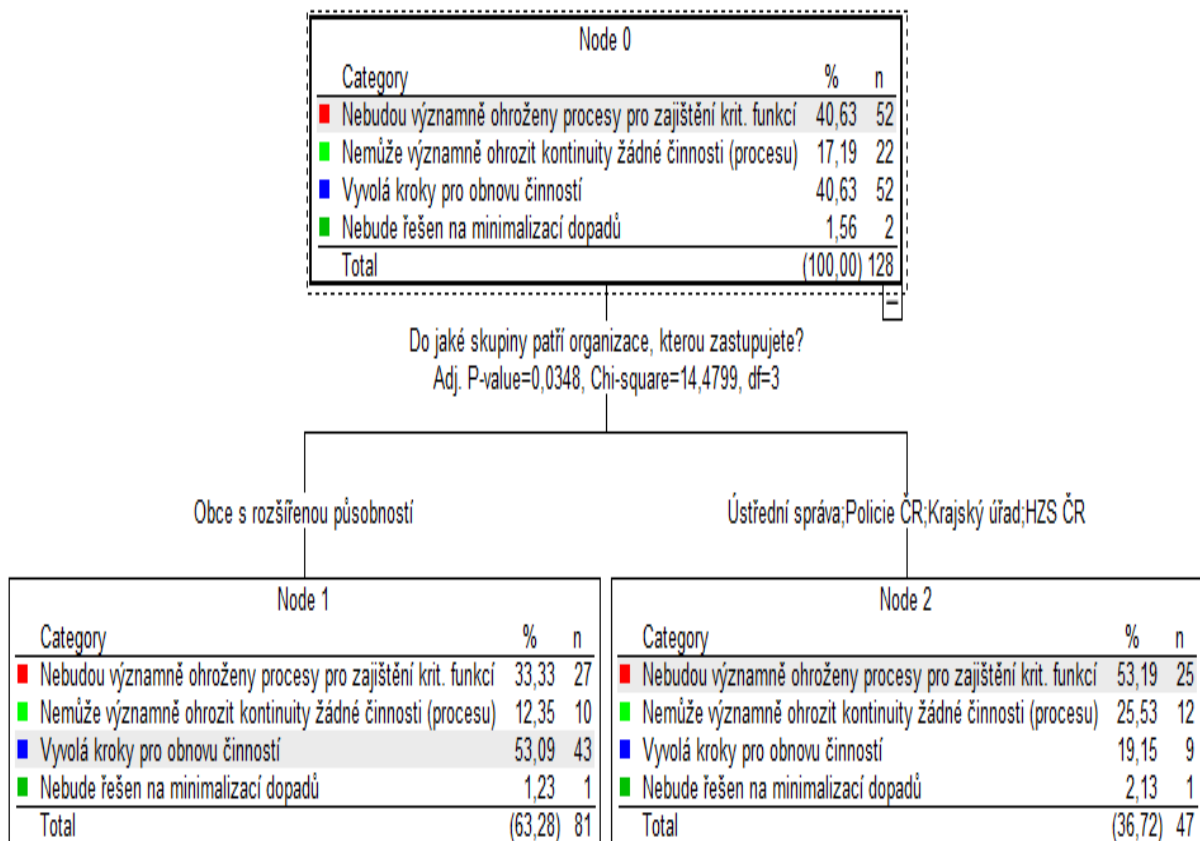 Node 0
Category % n
Nebudou významně ohroženy procesy pro zajištění krit. funkcí 40,63 52
Nemůže významně ohrozit kontinuity žádné činnosti (procesu) 17,19 22
Vyvolá kroky pro obnovu činností 40,63 52
Nebude řešen na minimalizací dopadů 1,56 2
Total (100,00) 128
Do jaké skupiny patří organizace, kterou zastupujete?
Adj. P-value=0,0348, Chi-square=14,4799, df=3
Obce s rozšířenou působností
Ústřední správa;Policie ČR;Krajský úřad;HZS ČR
Node 1
Category % n
Nebudou významně ohroženy procesy pro zajištění krit. funkcí 33,33 27
Nemůže významně ohrozit kontinuity žádné činnosti (procesu) 12,35 10
Vyvolá kroky pro obnovu činností 53,09 43
Nebude řešen na minimalizací dopadů 1,23 1
Total (63,28) 81
Node 2
Category % n
Nebudou významně ohroženy procesy pro zajištění krit. funkcí 53,19 25
Nemůže významně ohrozit kontinuity žádné činnosti (procesu) 25,53 12
Vyvolá kroky pro obnovu činností 19,15 9
Nebude řešen na minimalizací dopadů 2,13 1
Total (36,72) 47